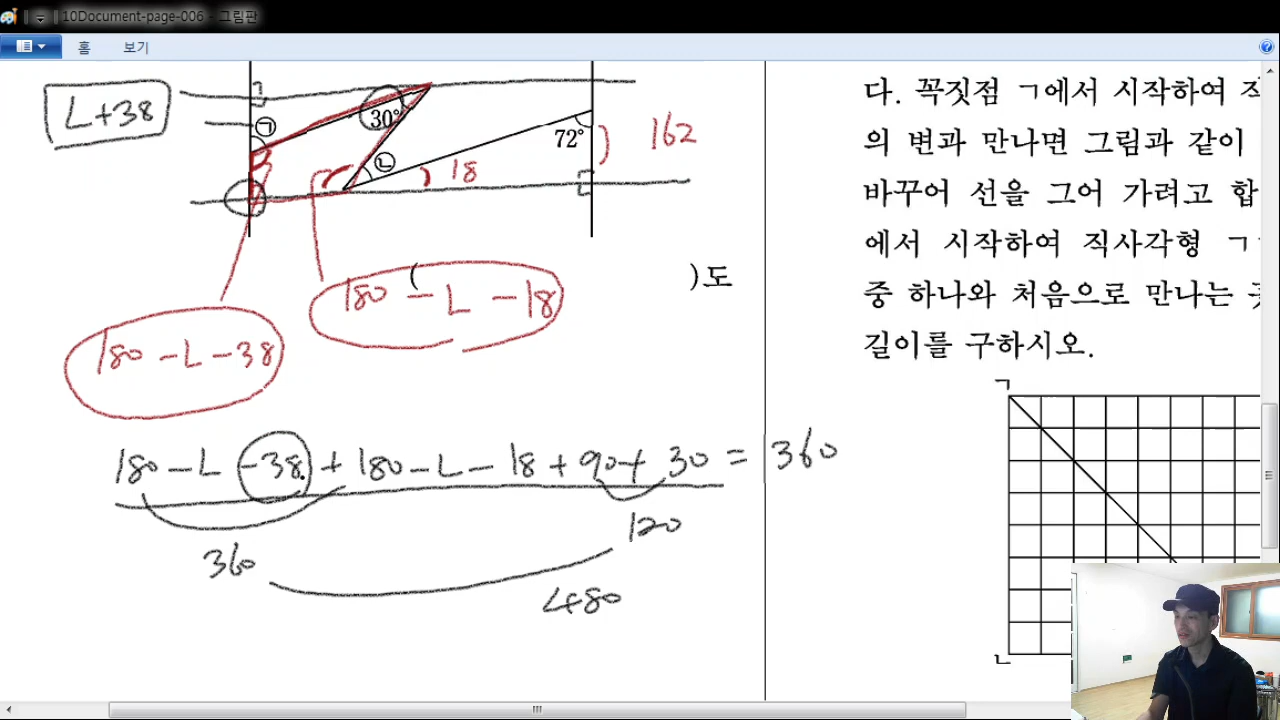 10Document-page-006 - 그림판
홈 보기
L+38
㉠
30°
㉡
72°
162
18
( )도
180 - L - 18
180 - L - 38
180 - L - 38 + 180 - L - 18 + 90 + 30 = 360
120
360
480
다. 꼭짓점 ㄱ에서 시작하여
의 변과 만나면 그림과 같이
바꾸어 선을 그어 가려고 합
에서 시작하여 직사각형 ㄱ
중 하나와 처음으로 만나는
길이를 구하시오.
ㄱ
ㄴ